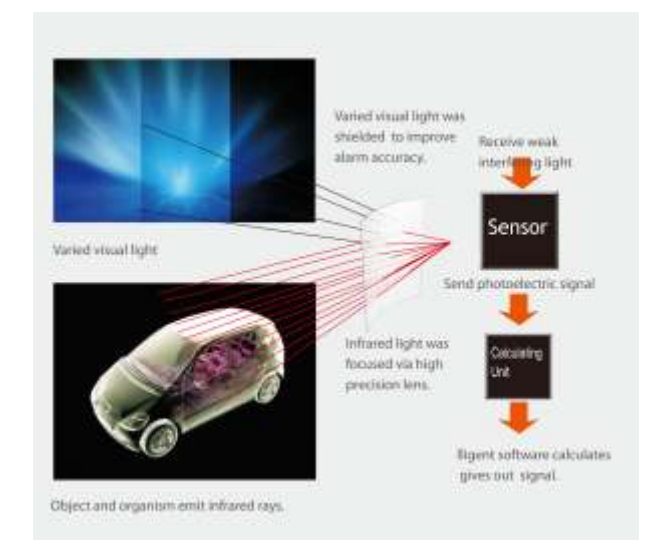 Varied visual light was
shielded to improve
alarm accuracy.
Receive weak
interfering light
Sensor
Varied visual light
Send photoelectric signal
Infrared light was
focused via high
precision lens.
Calculating
Unit
lligent software calculates
gives out signal.
Object and organism emit infrared rays.